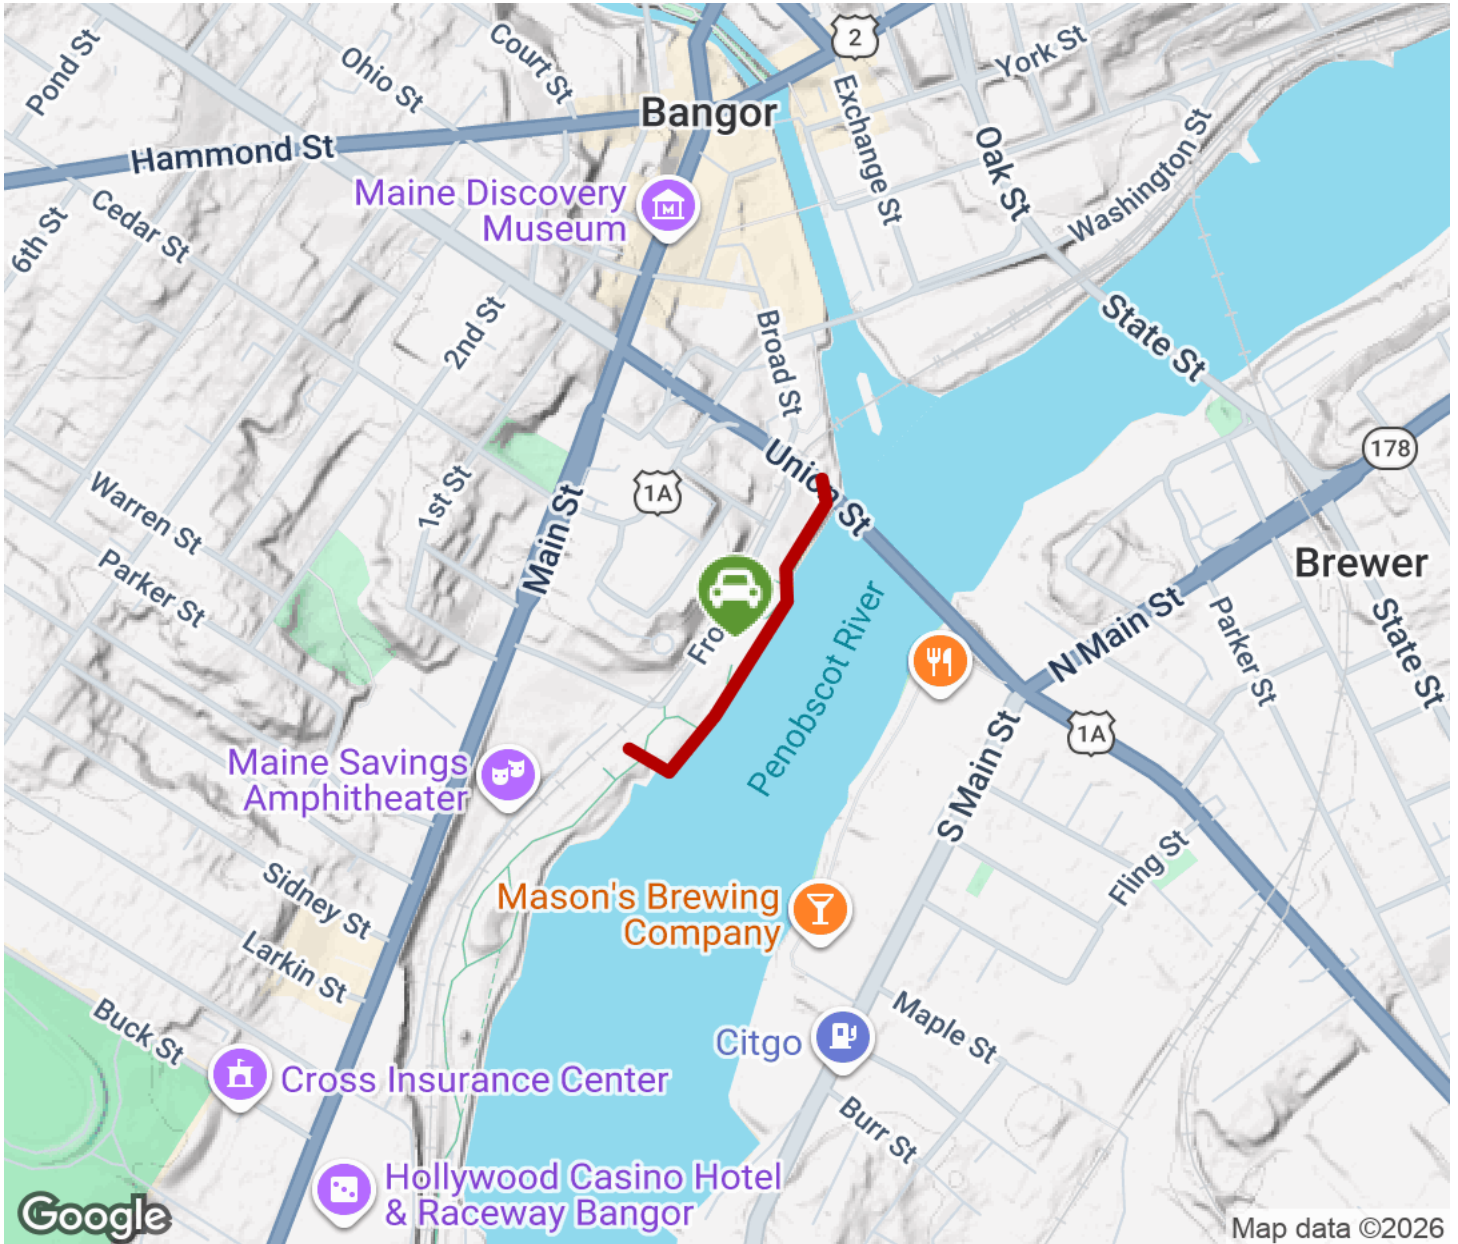 2
Pond St
Ohio St
Court St
York St
Bangor
Exchange St
Oak St
Washington St
Hammond St
Maine Discovery
Museum
6th St
Cedar St
2nd St
Broad St
State St
178
Union St
1A
1st St
Main St
Warren St
Parker St
Brewer
Fro
Penobscot River
N Main St
Parker St
State St
1A
S Main St
Maine Savings
Amphitheater
Fling St
Mason's Brewing
Company
Sidney St
Larkin St
Buck St
Citgo
Maple St
Cross Insurance Center
Burr St
Hollywood Casino Hotel
& Raceway Bangor
Google
Map data ©2026